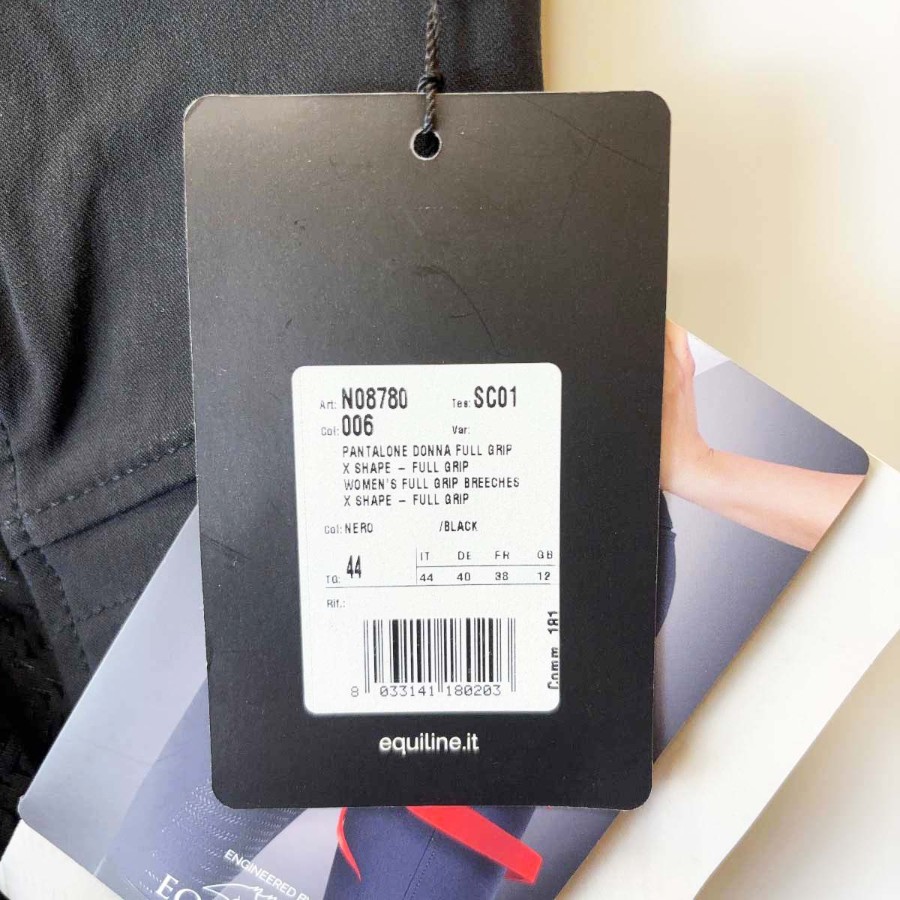 Art: N08780 Tes: SC01
Col: 006 Var:
PANTALONE DONNA FULL GRIP
X SHAPE - FULL GRIP
WOMEN'S FULL GRIP BREECHES
X SHAPE - FULL GRIP
Col: NERO /BLACK
IT DE FR GB
TG: 44 44 40 38 12
Rif.:
Comm 181
8 033141 180203
equiline.it
ENGINEERED BY